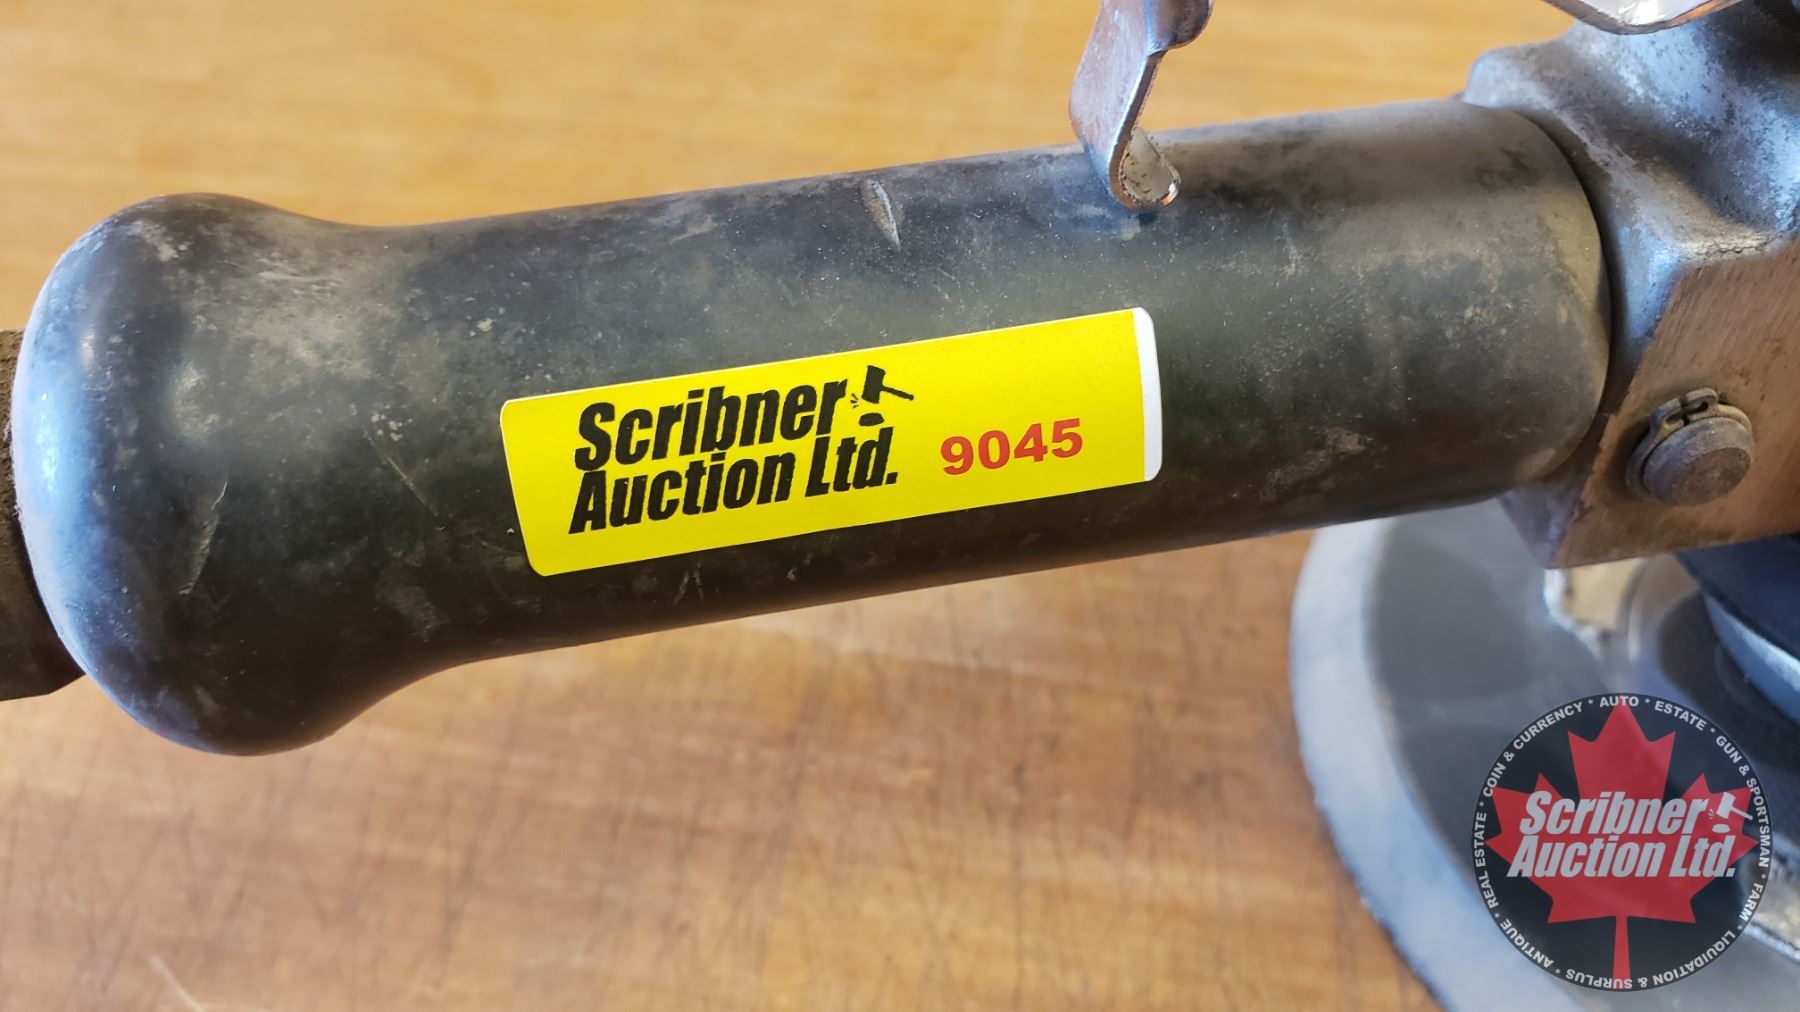 Scribner
Auction Ltd.
9045
COIN & CURRENCY * AUTO * ESTATE * GUN & SPORTSMAN * FARM * LIQUIDATION & SURPLUS * ANTIQUE * REAL ESTATE *
Scribner
Auction Ltd.